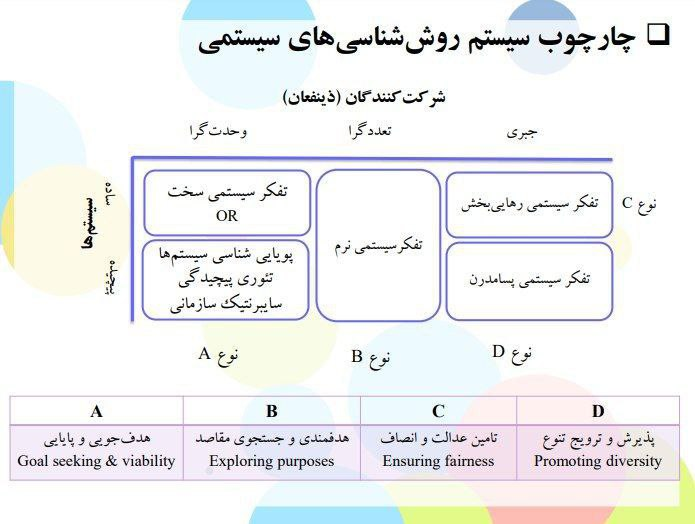 ❑ چارچوب سیستم روش‌شناسی‌های سیستمی
شرکت‌کنندگان (ذینفعان)
جبری
تعددگرا
وحدت‌گرا
سیستم‌ها
ساده
پیچیده
تفکر سیستمی رهایی‌بخش
نوع C
تفکر سیستمی پسامدرن
تفکرسیستمی نرم
تفکر سیستمی سخت
OR
پویایی شناسی سیستم‌ها
تئوری پیچیدگی
سایبرنتیک سازمانی
نوع D
نوع B
نوع A
A
B
C
D
هدف‌جویی و پایایی
Goal seeking & viability
هدفمندی و جستجوی مقاصد
Exploring purposes
تامین عدالت و انصاف
Ensuring fairness
پذیرش و ترویج تنوع
Promoting diversity